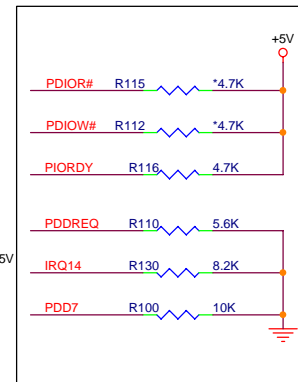 +5V
PDIOR# R115 *4.7K
PDIOW# R112 *4.7K
PIORDY R116 4.7K
PDDREQ R110 5.6K
5V
IRQ14 R130 8.2K
PDD7 R100 10K